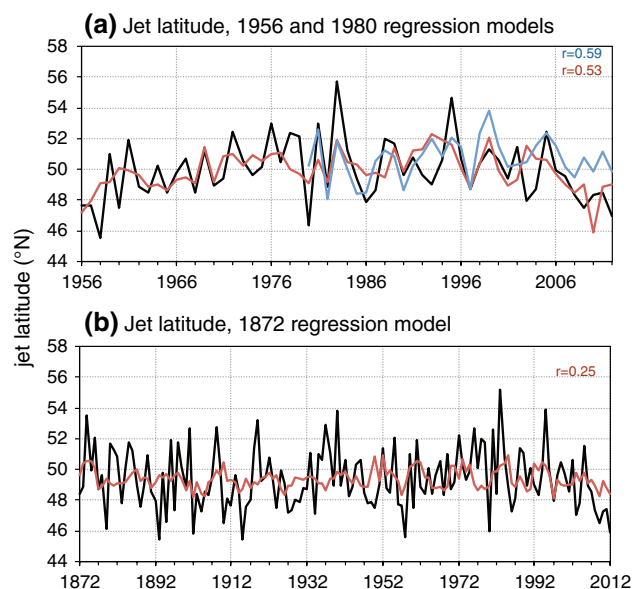 (a) Jet latitude, 1956 and 1980 regression models
58
56
54
52
50
48
46
44
r=0.59
r=0.53
1956 1966 1976 1986 1996 2006
jet latitude (°N)
(b) Jet latitude, 1872 regression model
58
56
54
52
50
48
46
44
r=0.25
1872 1892 1912 1932 1952 1972 1992 2012